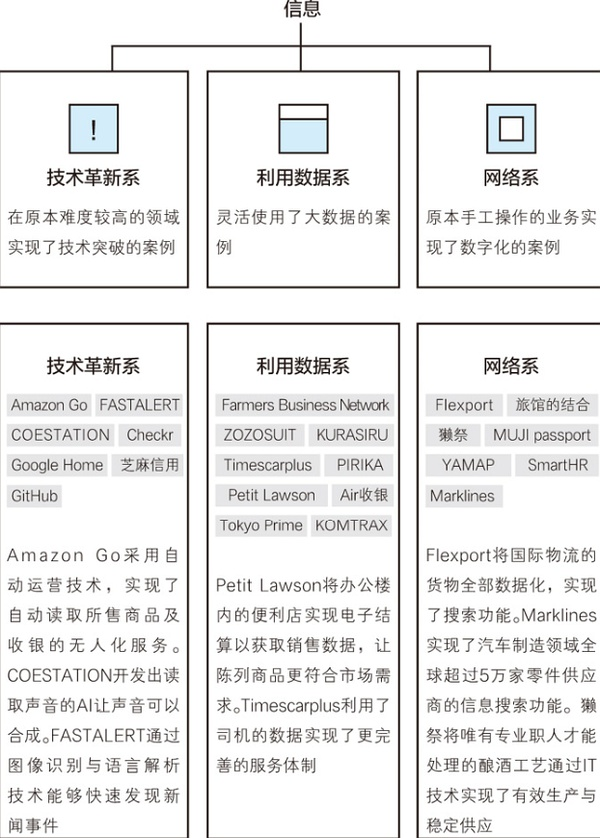 信息
!
技术革新系
在原本难度较高的领域
实现了技术突破的案例
利用数据系
灵活使用了大数据的案
例
网络系
原本手工操作的业务实
现了数字化的案例
技术革新系
Amazon Go FASTALERT
COESTATION Checkr
Google Home 芝麻信用
GitHub
Amazon Go采用自
动运营技术，实现了
自动读取所售商品及
收银的无人化服务。
COESTATION开发出读
取声音的AI让声音可以
合成。FASTALERT通过
图像识别与语言解析
技术能够快速发现新
闻事件
利用数据系
Farmers Business Network
ZOZOSUIT KURASIRU
Timescarplus PIRIKA
Petit Lawson Air收银
Tokyo Prime KOMTRAX
Petit Lawson将办公楼
内的便利店实现电子结
算以获取销售数据，让
陈列商品更符合市场需
求。Timescarplus利用了
司机的数据实现了更完
善的服务体制
网络系
Flexport 旅馆的结合
獭祭 MUJI passport
YAMAP SmartHR
Marklines
Flexport将国际物流的
货物全部数据化，实现
了搜索功能。Marklines
实现了汽车制造领域全
球超过5万家零件供应
商的信息搜索功能。獭
祭将唯有专业职人才能
处理的酿酒工艺通过IT
技术实现了有效生产与
稳定供应